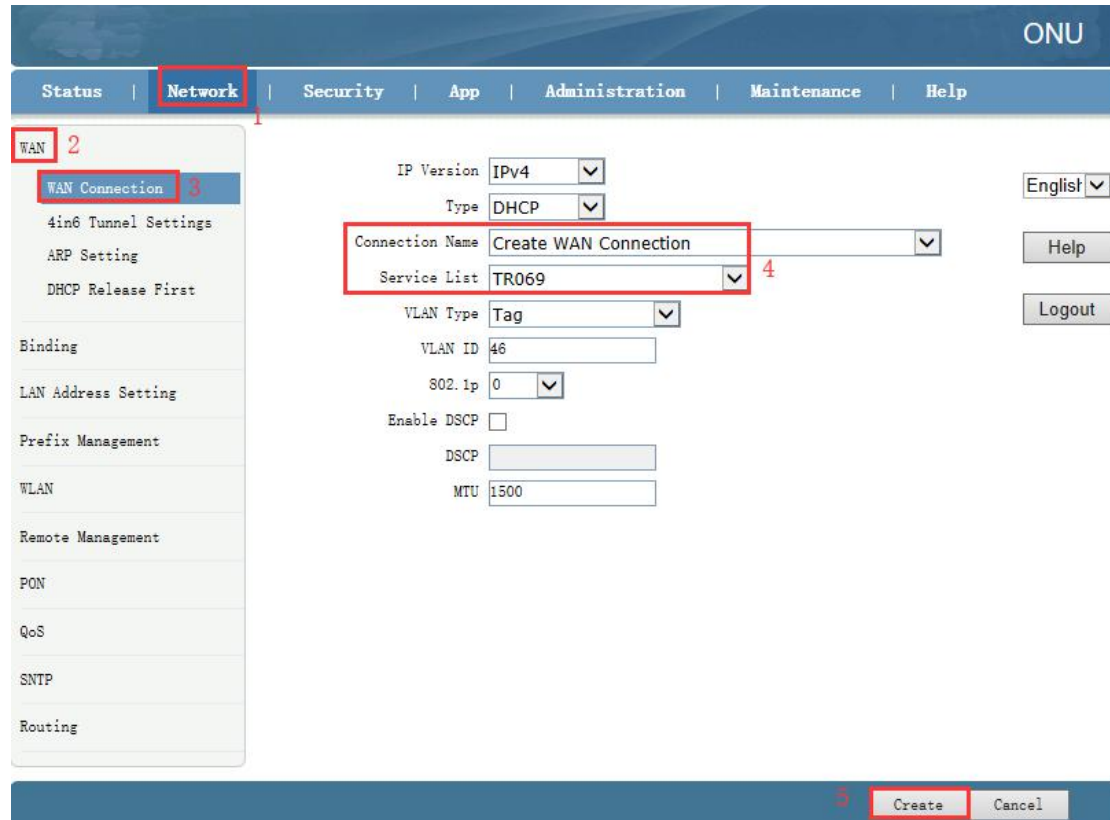 ONU
Status | Network | Security | App | Administration | Maintenance | Help
1
WAN 2
WAN Connection 3
4in6 Tunnel Settings
ARP Setting
DHCP Release First
Binding
LAN Address Setting
Prefix Management
WLAN
Remote Management
PON
QoS
SNTP
Routing
IP Version IPv4
Type DHCP
Connection Name Create WAN Connection
Service List TR069
4
VLAN Type Tag
VLAN ID 46
802.1p 0
Enable DSCP
DSCP
MTU 1500
English
Help
Logout
5 Create Cancel